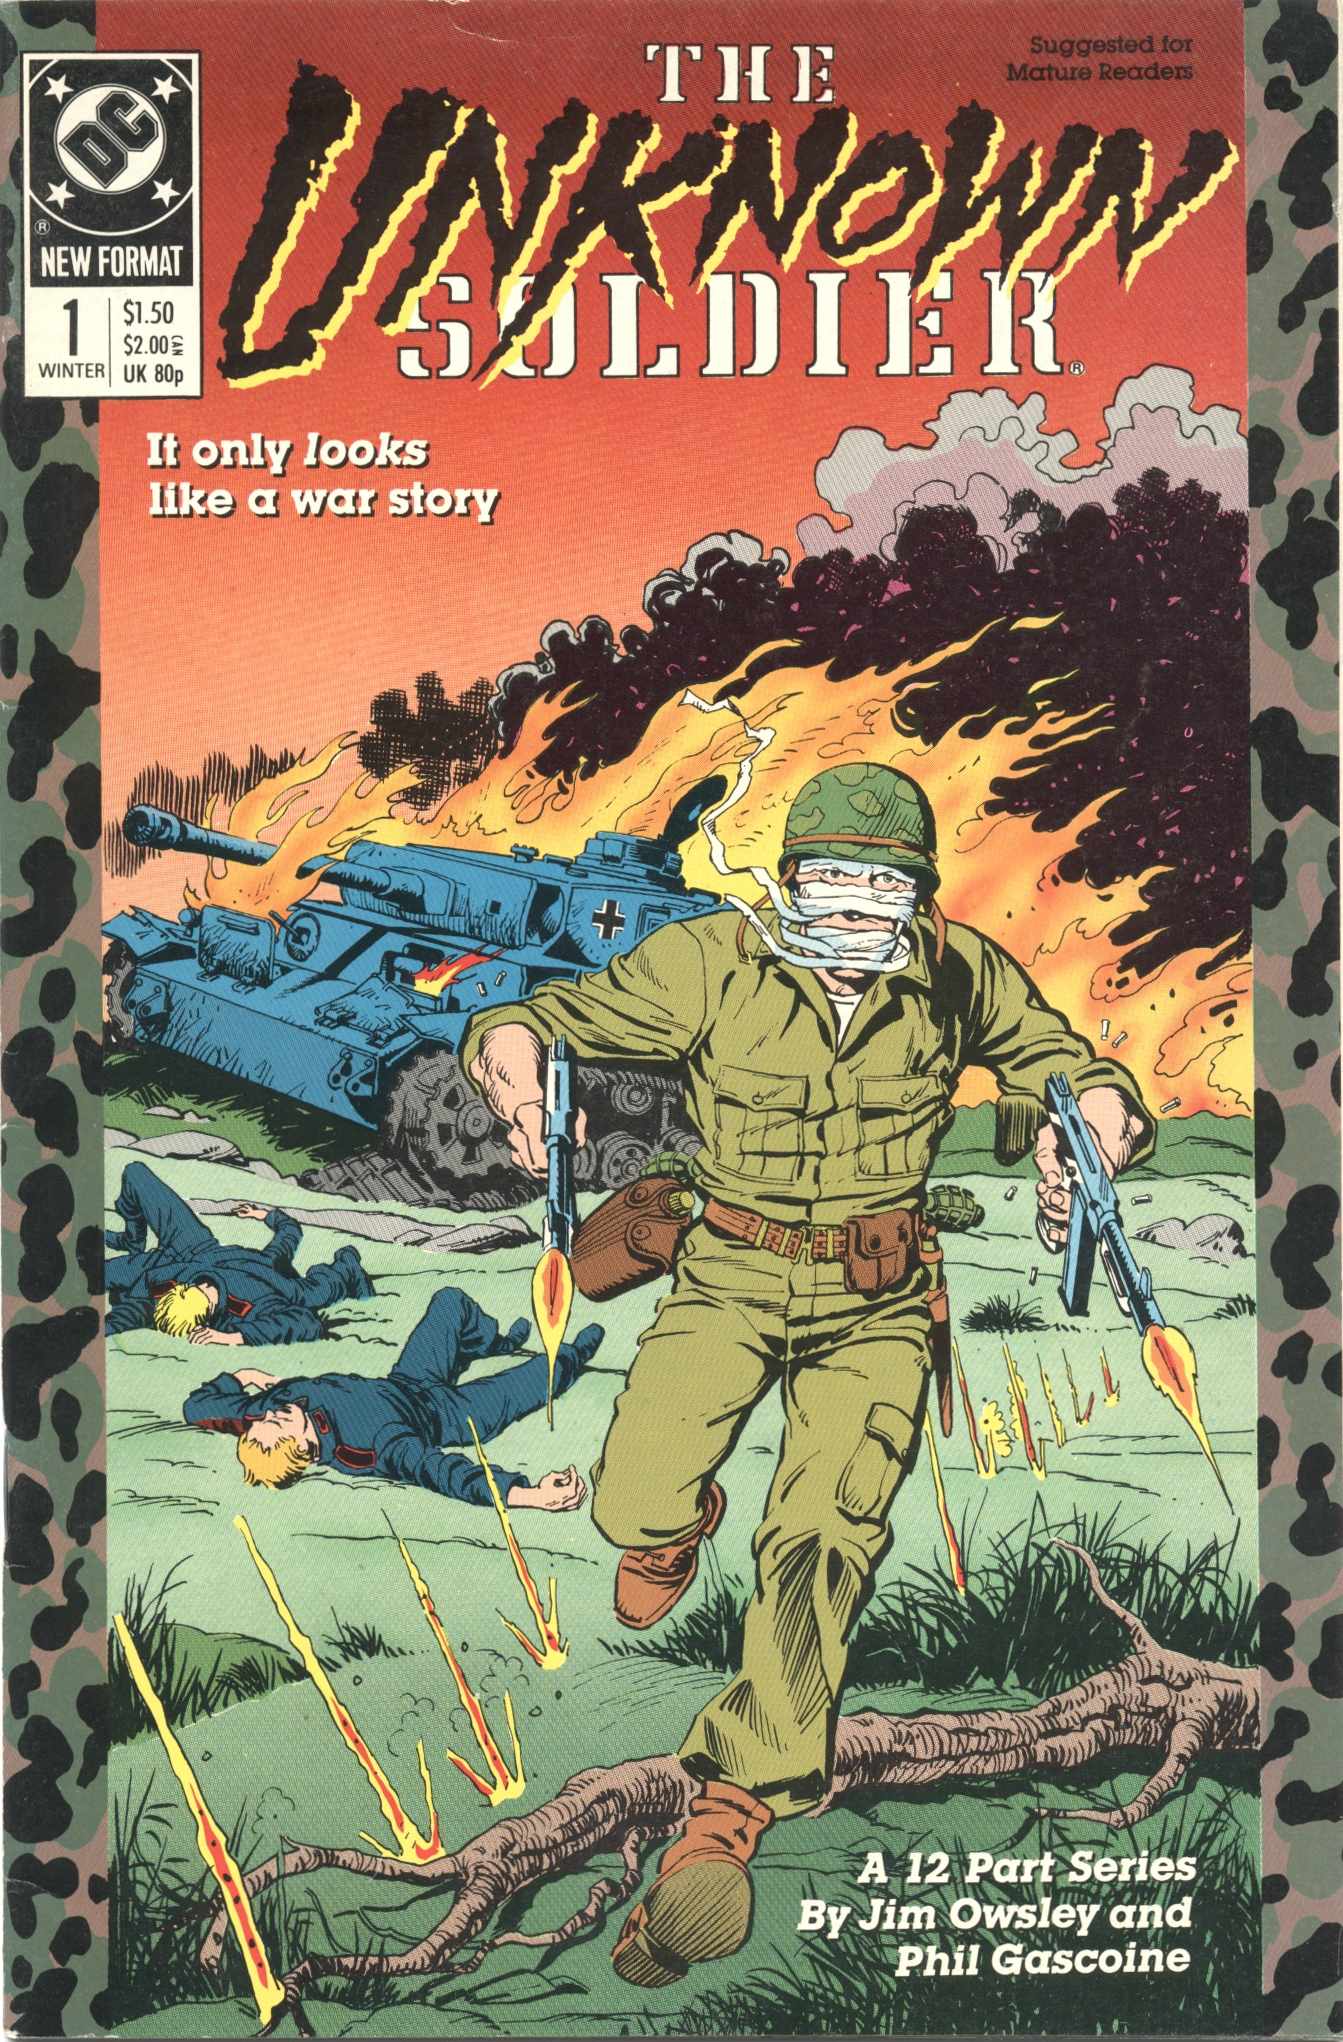 DC
®
NEW FORMAT
1
WINTER
$1.50
$2.00 CAN
UK 80p
THE
UNKNOWN
SOLDIER®
Suggested for
Mature Readers
It only looks
like a war story
A 12 Part Series
By Jim Owsley and
Phil Gascoine